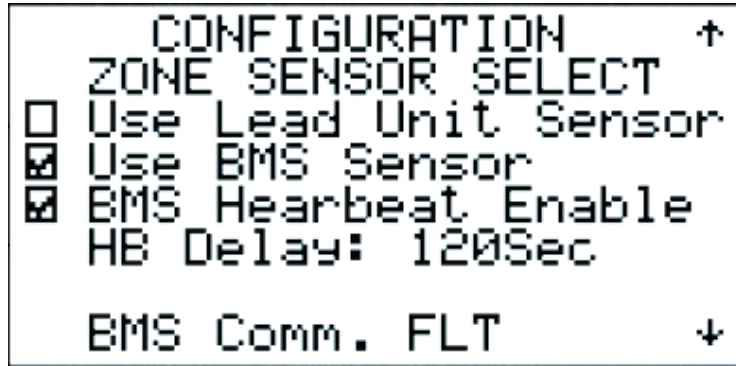 CONFIGURATION ↑
ZONE SENSOR SELECT
☐ Use Lead Unit Sensor
☑ Use BMS Sensor
☑ BMS Hearbeat Enable
HB Delay: 120Sec
BMS Comm. FLT ↓